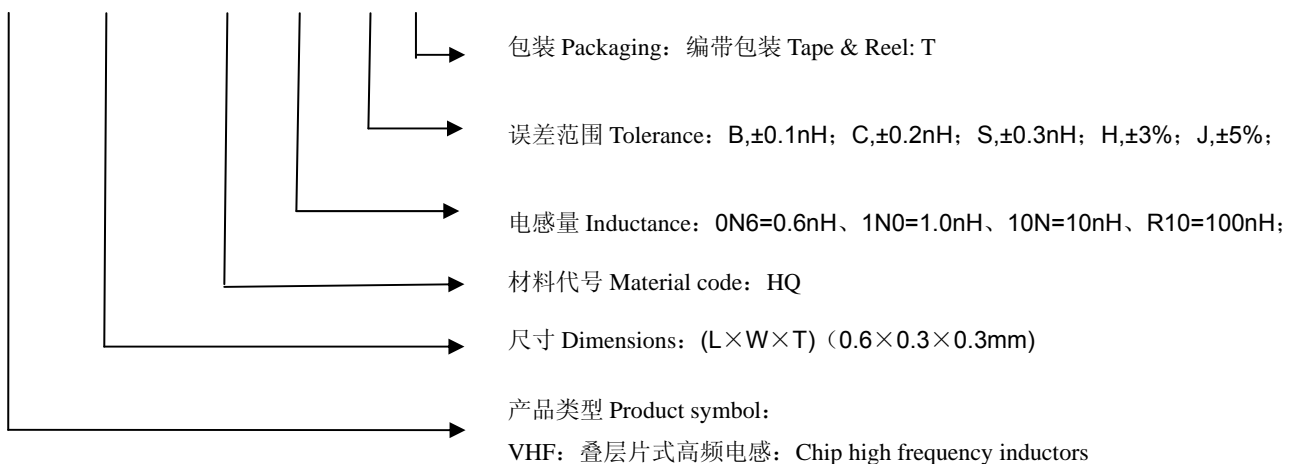 包装 Packaging：编带包装 Tape & Reel: T
误差范围 Tolerance：B,±0.1nH；C,±0.2nH；S,±0.3nH；H,±3%；J,±5%；
电感量 Inductance：0N6=0.6nH、1N0=1.0nH、10N=10nH、R10=100nH；
材料代号 Material code：HQ
尺寸 Dimensions：(L×W×T)（0.6×0.3×0.3mm)
产品类型 Product symbol：
VHF：叠层片式高频电感：Chip high frequency inductors